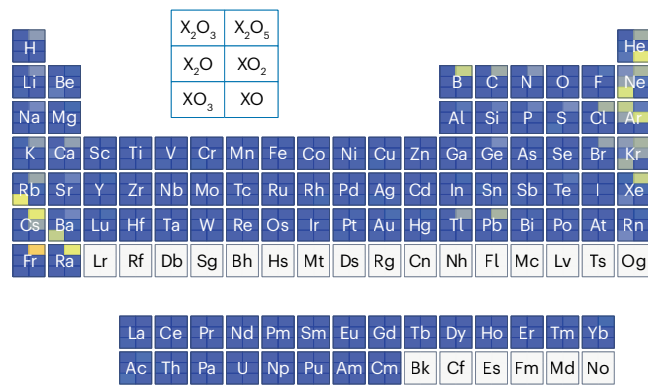 X₂O₃ X₂O₅
H He
X₂O XO₂
Li Be B C N O F Ne
XO₃ XO
Na Mg Al Si P S Cl Ar
K Ca Sc Ti V Cr Mn Fe Co Ni Cu Zn Ga Ge As Se Br Kr
Rb Sr Y Zr Nb Mo Tc Ru Rh Pd Ag Cd In Sn Sb Te I Xe
Cs Ba Lu Hf Ta W Re Os Ir Pt Au Hg Tl Pb Bi Po At Rn
Fr Ra Lr Rf Db Sg Bh Hs Mt Ds Rg Cn Nh Fl Mc Lv Ts Og
La Ce Pr Nd Pm Sm Eu Gd Tb Dy Ho Er Tm Yb
Ac Th Pa U Np Pu Am Cm Bk Cf Es Fm Md No